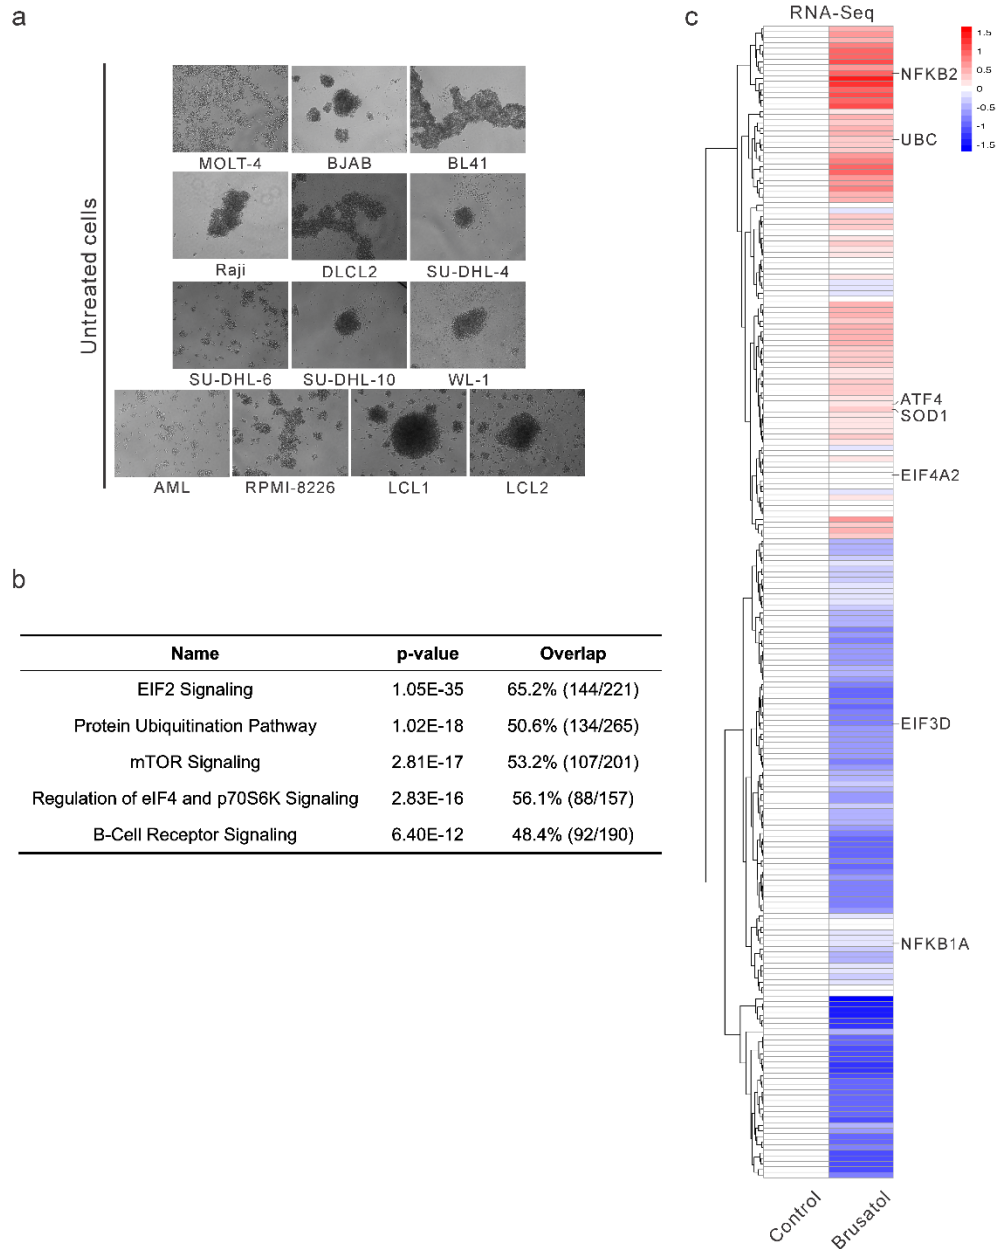 a
Untreated cells
MOLT-4 BJAB BL41
Raji DLCL2 SU-DHL-4
SU-DHL-6 SU-DHL-10 WL-1
AML RPMI-8226 LCL1 LCL2
b
Name p-value Overlap
EIF2 Signaling 1.05E-35 65.2% (144/221)
Protein Ubiquitination Pathway 1.02E-18 50.6% (134/265)
mTOR Signaling 2.81E-17 53.2% (107/201)
Regulation of eIF4 and p70S6K Signaling 2.83E-16 56.1% (88/157)
B-Cell Receptor Signaling 6.40E-12 48.4% (92/190)
c
RNA-Seq
1.5
1
0.5
0
-0.5
-1
-1.5
NFKB2
UBC
ATF4
SOD1
EIF4A2
EIF3D
NFKB1A
Control Brusatol